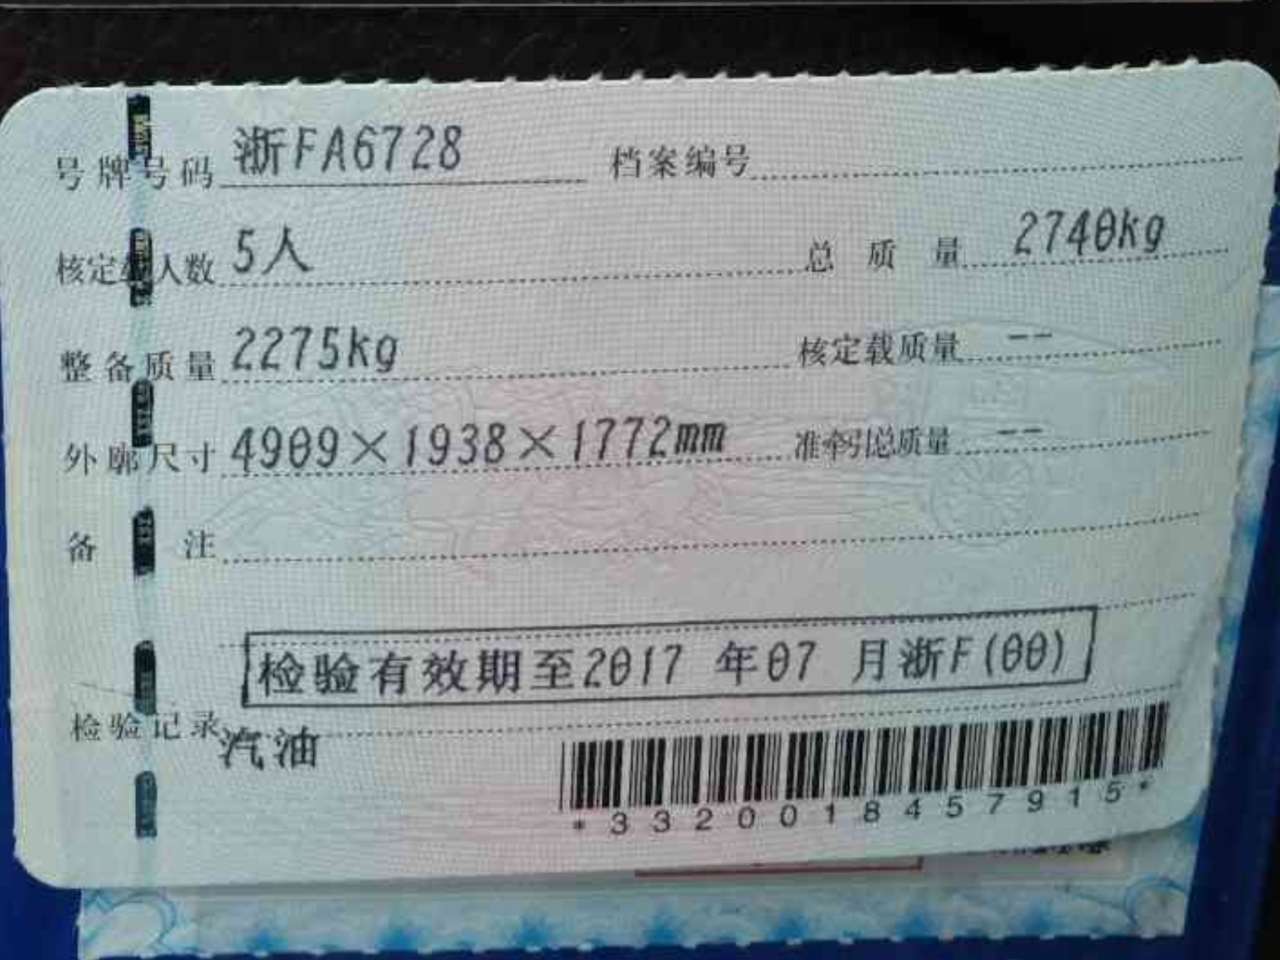 号牌号码 浙FA6728 档案编号
核定载人数 5人 总质量 2740kg
整备质量 2275kg 核定载质量 --
外廓尺寸 4909×1938×1772mm 准牵引总质量 --
备注
检验有效期至2017 年07 月浙F(00)
检验记录
汽油
*3320018457915*